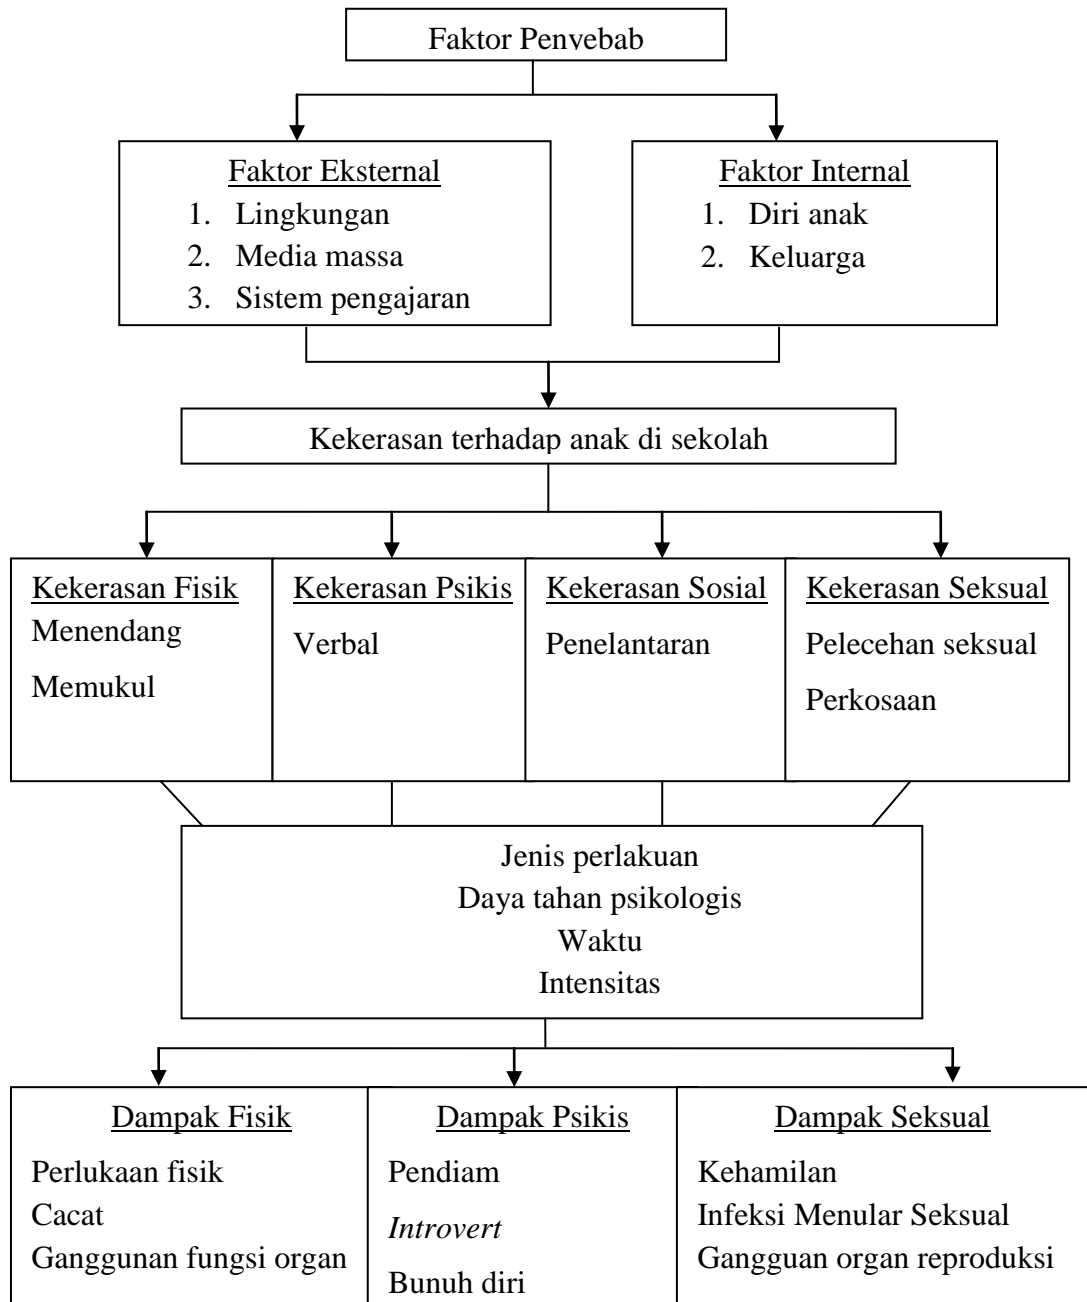 Faktor Penyebab
Faktor Eksternal
1. Lingkungan
2. Media massa
3. Sistem pengajaran
Faktor Internal
1. Diri anak
2. Keluarga
Kekerasan terhadap anak di sekolah
Kekerasan Fisik
Menendang
Memukul
Kekerasan Psikis
Verbal
Kekerasan Sosial
Penelantaran
Kekerasan Seksual
Pelecehan seksual
Perkosaan
Jenis perlakuan
Daya tahan psikologis
Waktu
Intensitas
Dampak Fisik
Perlukaan fisik
Cacat
Ganggunan fungsi organ
Dampak Psikis
Pendiam
Introvert
Bunuh diri
Dampak Seksual
Kehamilan
Infeksi Menular Seksual
Gangguan organ reproduksi